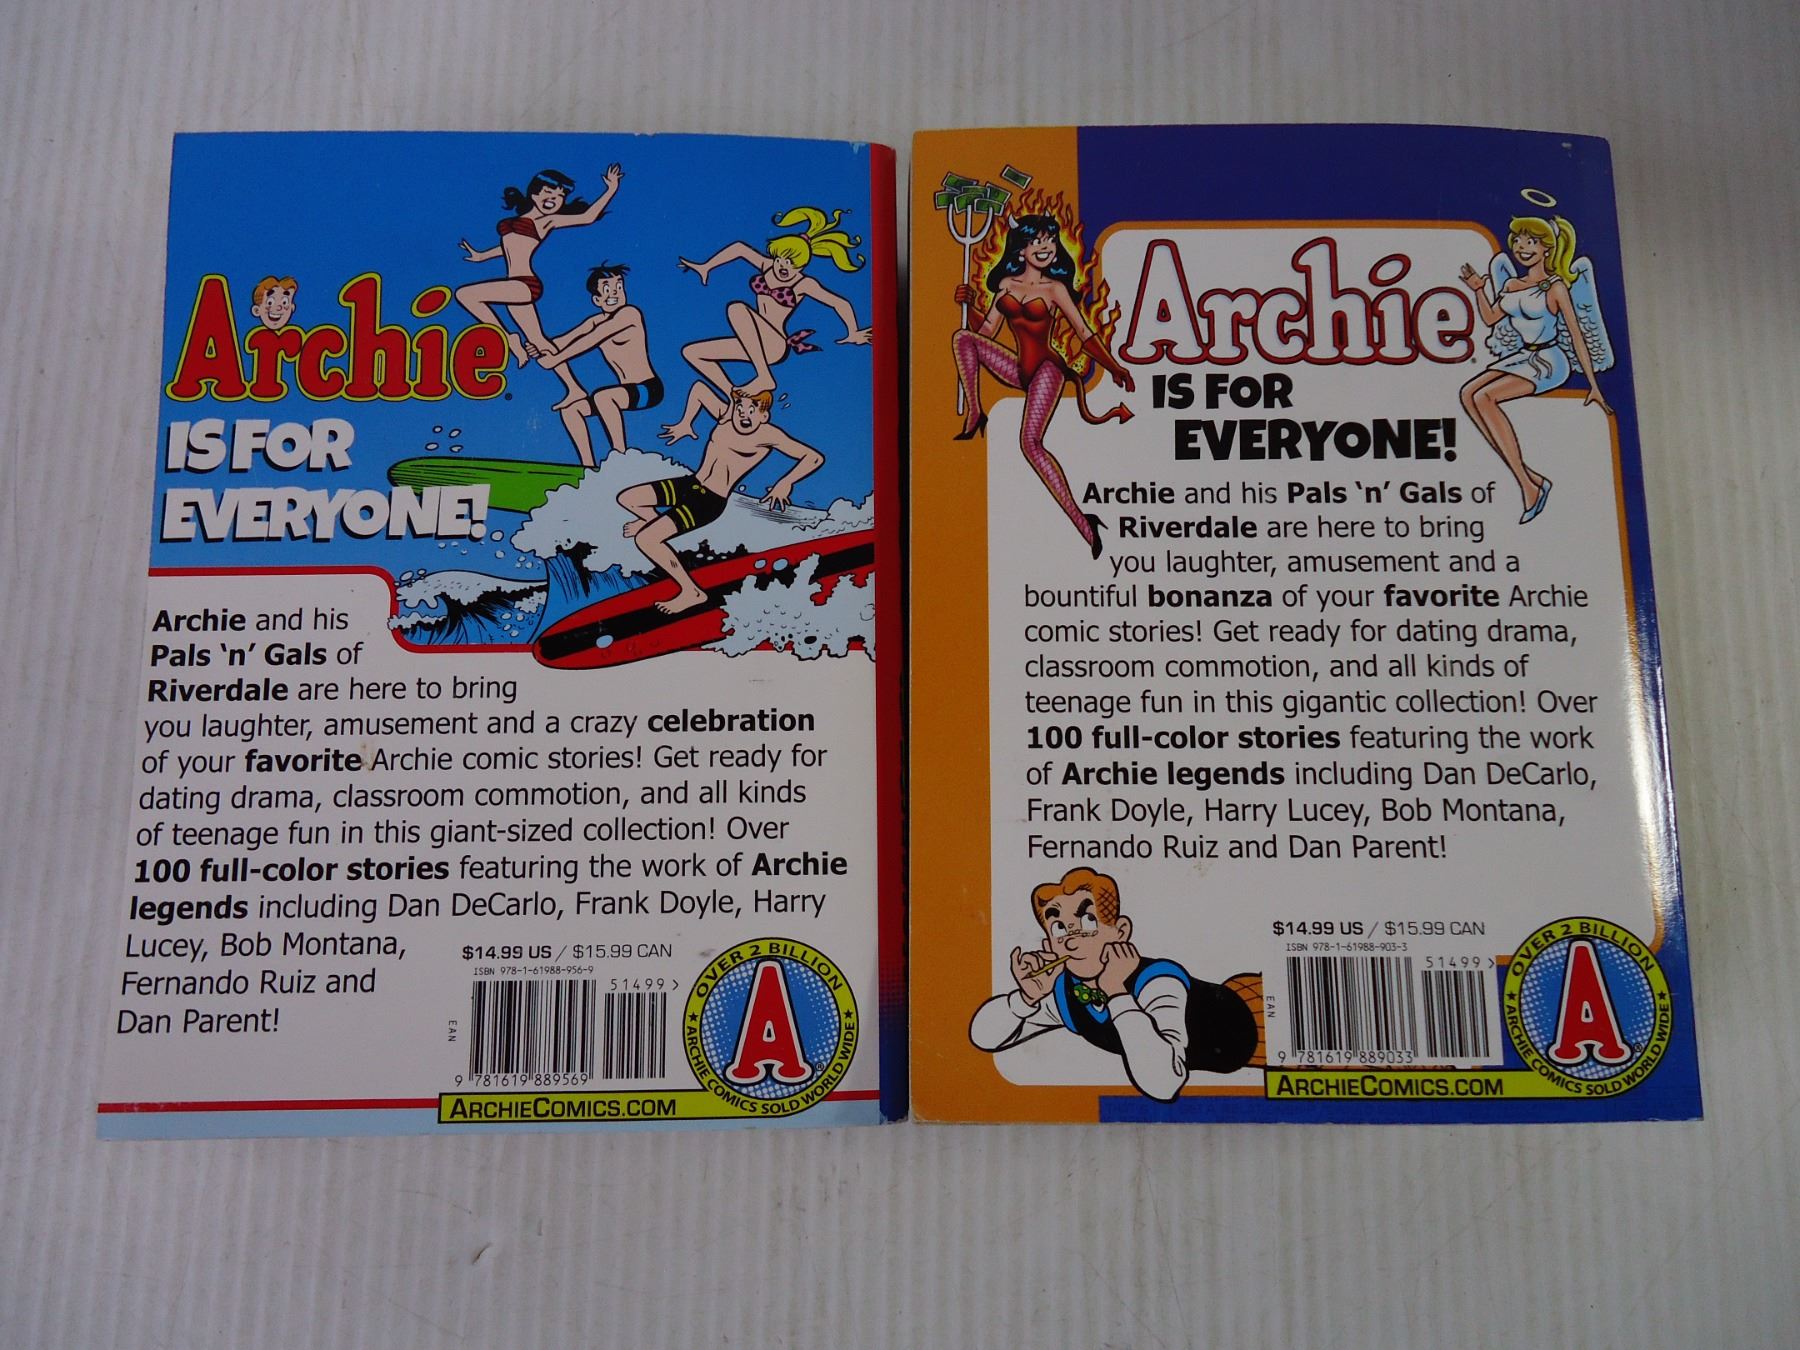 Archie
IS FOR
EVERYONE!
Archie and his
Pals ‘n’ Gals of
Riverdale are here to bring
you laughter, amusement and a crazy celebration
of your favorite Archie comic stories! Get ready for
dating drama, classroom commotion, and all kinds
of teenage fun in this giant-sized collection! Over
100 full-color stories featuring the work of Archie
legends including Dan DeCarlo, Frank Doyle, Harry
Lucey, Bob Montana,
Fernando Ruiz and
Dan Parent!
$14.99 US / $15.99 CAN
ISBN 978-1-61988-956-9
51499>
EAN
9 781619 889569
ARCHIECOMICS.COM
OVER 2 BILLION
A®
★ ARCHIE COMICS SOLD WORLD WIDE ★
Archie®
IS FOR
EVERYONE!
Archie and his Pals ‘n’ Gals of
Riverdale are here to bring
you laughter, amusement and a
bountiful bonanza of your favorite Archie
comic stories! Get ready for dating drama,
classroom commotion, and all kinds of
teenage fun in this gigantic collection! Over
100 full-color stories featuring the work
of Archie legends including Dan DeCarlo,
Frank Doyle, Harry Lucey, Bob Montana,
Fernando Ruiz and Dan Parent!
$14.99 US / $15.99 CAN
ISBN 978-1-61988-903-3
51499>
EAN
9 781619 889033
ARCHIECOMICS.COM
OVER 2 BILLION
A®
★ ARCHIE COMICS SOLD WORLD WIDE ★